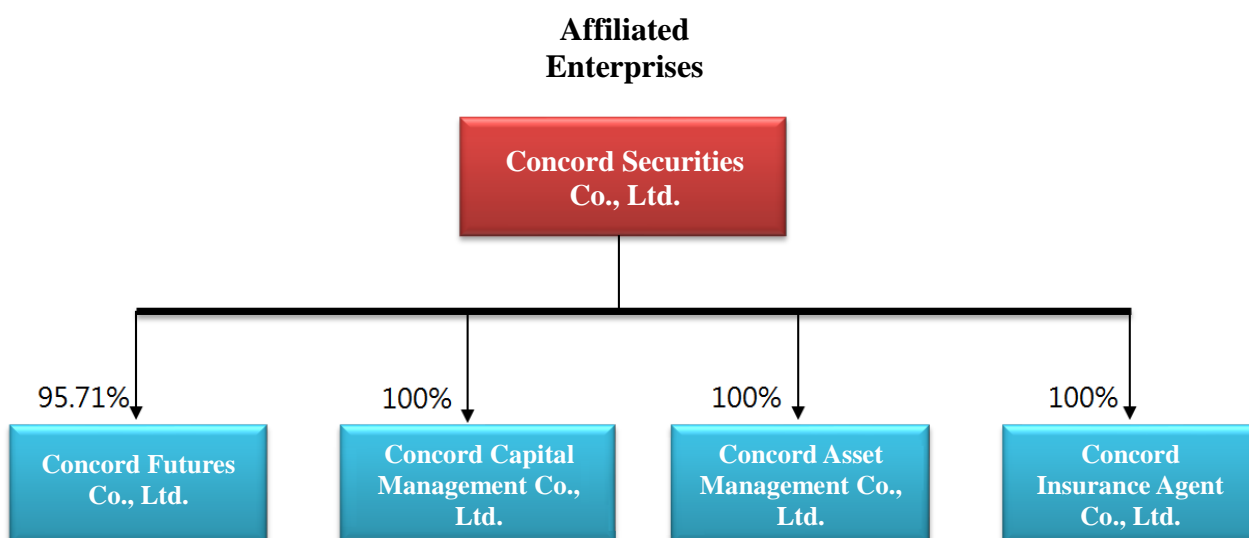 Affiliated
Enterprises
Concord Securities
Co., Ltd.
95.71%
100%
100%
100%
Concord Futures
Co., Ltd.
Concord Capital
Management Co.,
Ltd.
Concord Asset
Management Co.,
Ltd.
Concord
Insurance Agent
Co., Ltd.